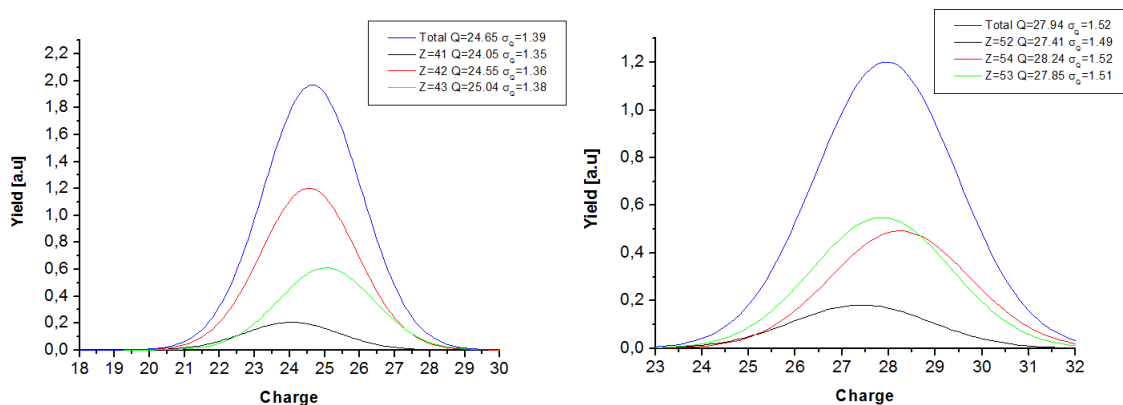 Total Q=24.65 σQ=1.39
Z=41 Q=24.05 σQ=1.35
Z=42 Q=24.55 σQ=1.36
Z=43 Q=25.04 σQ=1.38
2,2
2,0
1,8
1,6
1,4
1,2
1,0
0,8
0,6
0,4
0,2
0,0
Yield [a.u]
18 19 20 21 22 23 24 25 26 27 28 29 30
Charge
Total Q=27.94 σQ=1.52
Z=52 Q=27.41 σQ=1.49
Z=54 Q=28.24 σQ=1.52
Z=53 Q=27.85 σQ=1.51
1,2
1,0
0,8
0,6
0,4
0,2
0,0
Yield [a.u]
23 24 25 26 27 28 29 30 31 32
Charge